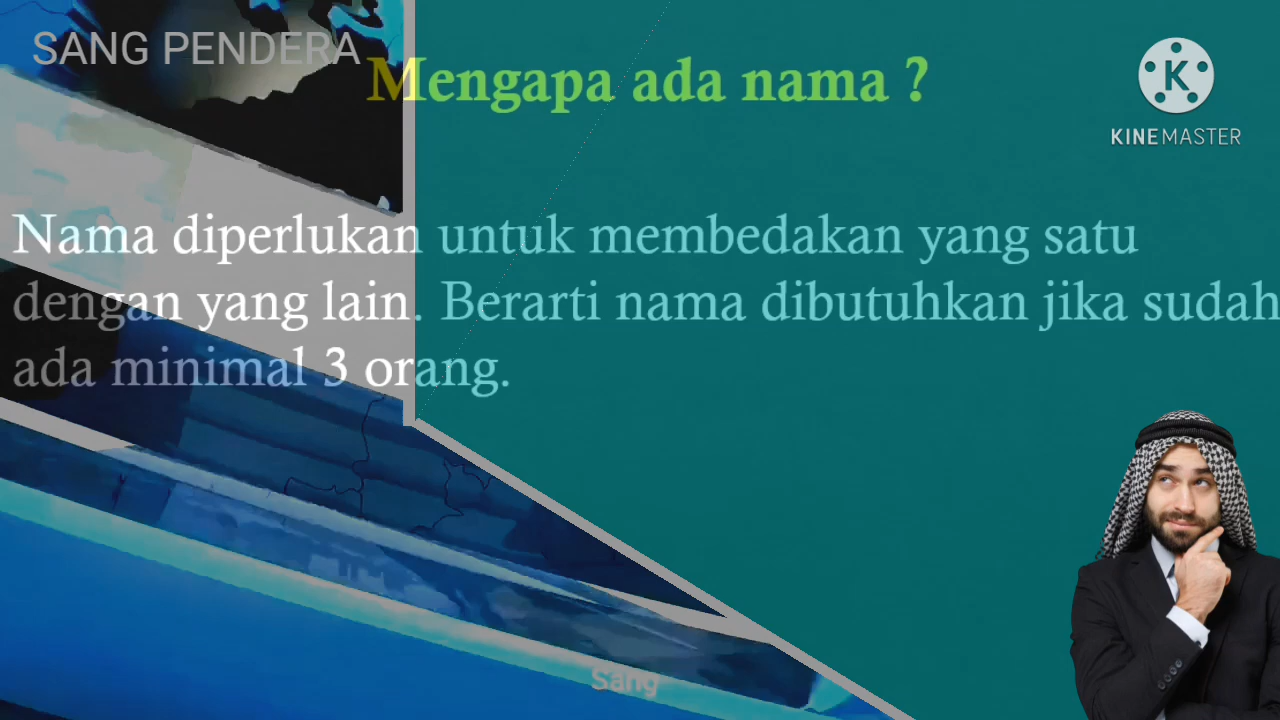 SANG PENDERA
Mengapa ada nama ?
K
KINEMASTER
Nama diperlukan untuk membedakan yang satu
dengan yang lain. Berarti nama dibutuhkan jika sudah
ada minimal 3 orang.
Sang